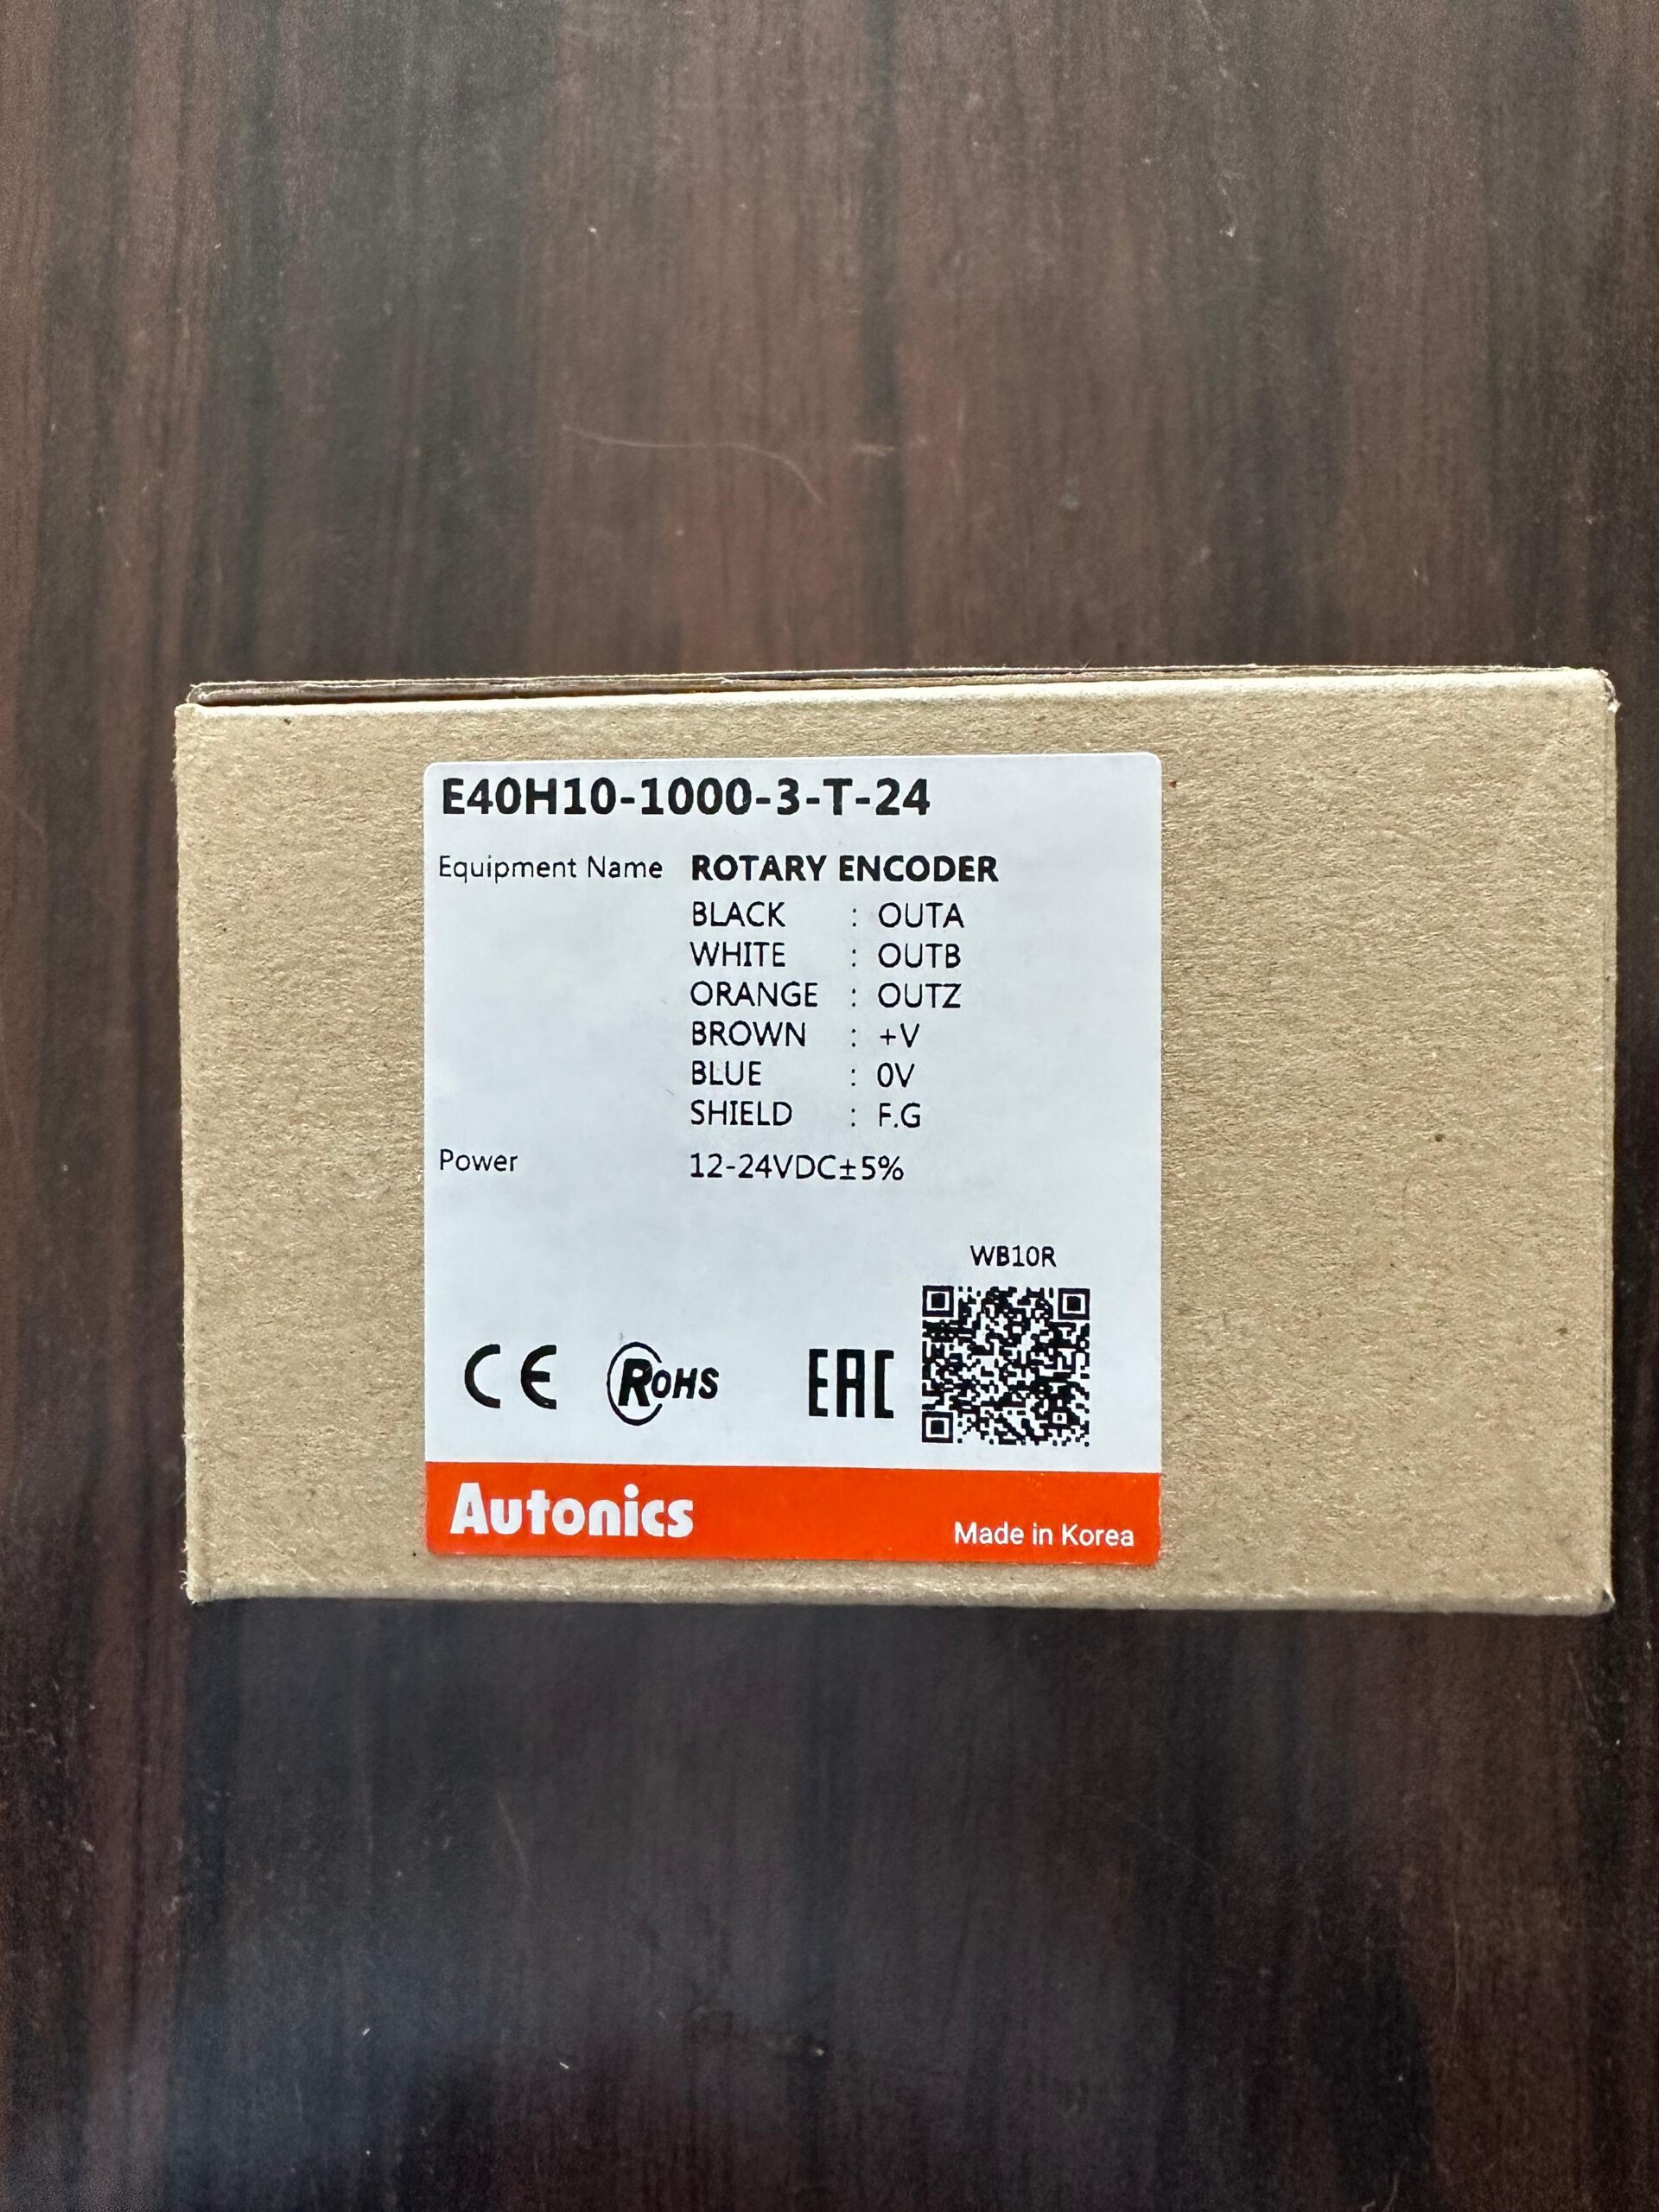 E40H10-1000-3-T-24
Equipment Name ROTARY ENCODER
BLACK : OUTA
WHITE : OUTB
ORANGE : OUTZ
BROWN : +V
BLUE : 0V
SHIELD : F.G
Power 12-24VDC±5%
WB10R
CE RoHS EAC
Autonics
Made in Korea